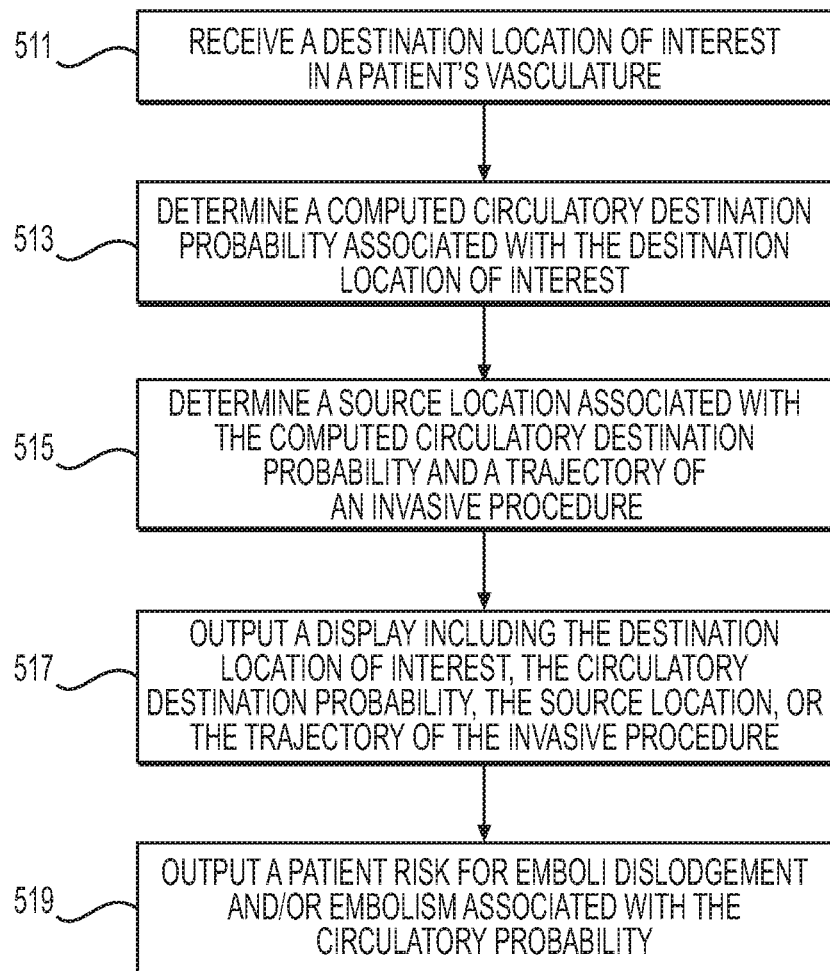 511
RECEIVE A DESTINATION LOCATION OF INTEREST
IN A PATIENT'S VASCULATURE
513
DETERMINE A COMPUTED CIRCULATORY DESTINATION
PROBABILITY ASSOCIATED WITH THE DESITNATION
LOCATION OF INTEREST
515
DETERMINE A SOURCE LOCATION ASSOCIATED WITH
THE COMPUTED CIRCULATORY DESTINATION
PROBABILITY AND A TRAJECTORY OF
AN INVASIVE PROCEDURE
517
OUTPUT A DISPLAY INCLUDING THE DESTINATION
LOCATION OF INTEREST, THE CIRCULATORY
DESTINATION PROBABILITY, THE SOURCE LOCATION, OR
THE TRAJECTORY OF THE INVASIVE PROCEDURE
519
OUTPUT A PATIENT RISK FOR EMBOLI DISLODGEMENT
AND/OR EMBOLISM ASSOCIATED WITH THE
CIRCULATORY PROBABILITY